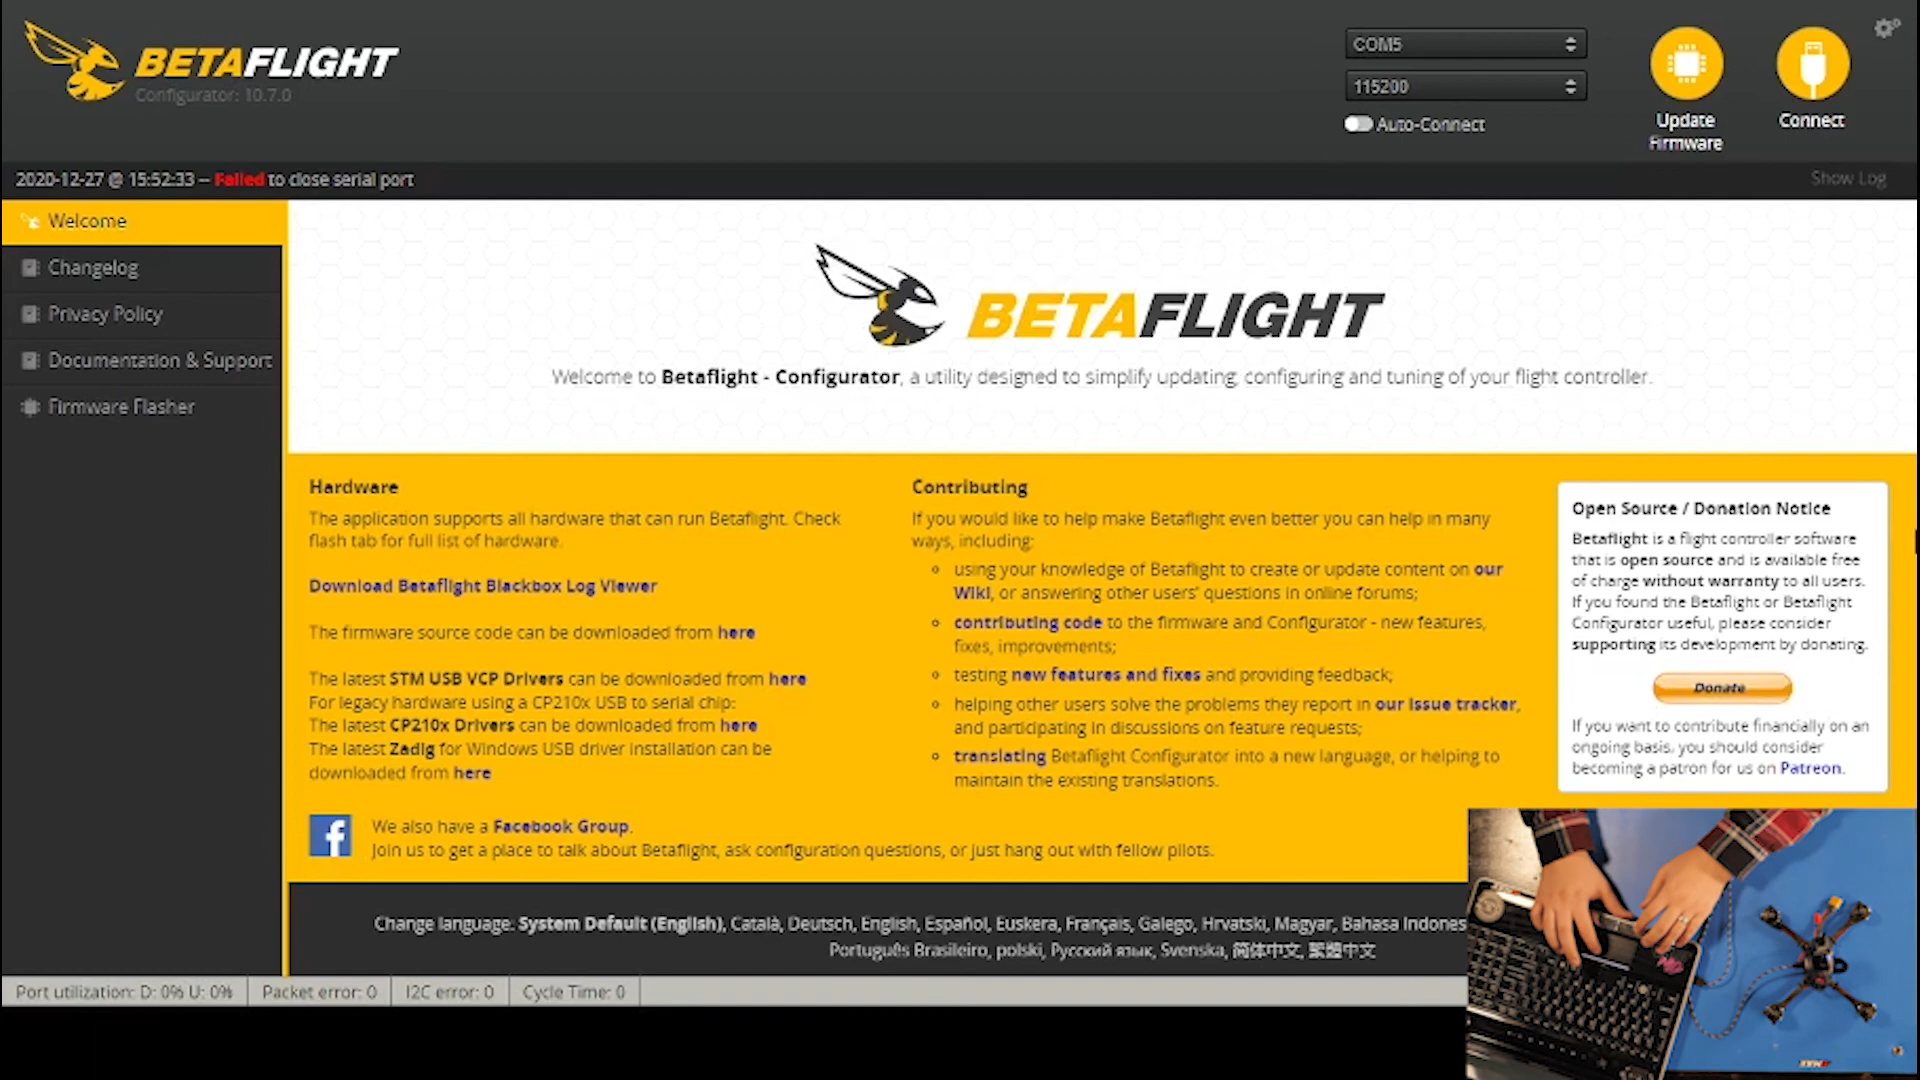 BETAFLIGHT
Configurator: 10.7.0
COM5
115200
Auto-Connect
Update
Firmware
Connect
2020-12-27 @ 15:52:33 -- Failed to close serial port
Show Log
Welcome
Changelog
Privacy Policy
Documentation & Support
Firmware Flasher
BETAFLIGHT
Welcome to Betaflight - Configurator, a utility designed to simplify updating, configuring and tuning of your flight controller.
Hardware
The application supports all hardware that can run Betaflight. Check
flash tab for full list of hardware.
Download Betaflight Blackbox Log Viewer
The firmware source code can be downloaded from here
The latest STM USB VCP Drivers can be downloaded from here
For legacy hardware using a CP210x USB to serial chip:
The latest CP210x Drivers can be downloaded from here
The latest Zadig for Windows USB driver installation can be
downloaded from here
We also have a Facebook Group.
Join us to get a place to talk about Betaflight, ask configuration questions, or just hang out with fellow pilots.
Contributing
If you would like to help make Betaflight even better you can help in many
ways, including:
using your knowledge of Betaflight to create or update content on our
Wiki, or answering other users' questions in online forums;
contributing code to the firmware and Configurator - new features,
fixes, improvements;
testing new features and fixes and providing feedback;
helping other users solve the problems they report in our issue tracker,
and participating in discussions on feature requests;
translating Betaflight Configurator into a new language, or helping to
maintain the existing translations.
Open Source / Donation Notice
Betaflight is a flight controller software
that is open source and is available free
of charge without warranty to all users.
If you found the Betaflight or Betaflight
Configurator useful, please consider
supporting its development by donating.
Donate
If you want to contribute financially on an
ongoing basis, you should consider
becoming a patron for us on Patreon.
Change language: System Default (English), Català, Deutsch, English, Español, Euskera, Français, Galego, Hrvatski, Magyar, Bahasa Indones
Português Brasileiro, polski, Русский язык, Svenska, 简体中文, 繁體中文
Port utilization: D: 0% U: 0%
Packet error: 0
I2C error: 0
Cycle Time: 0